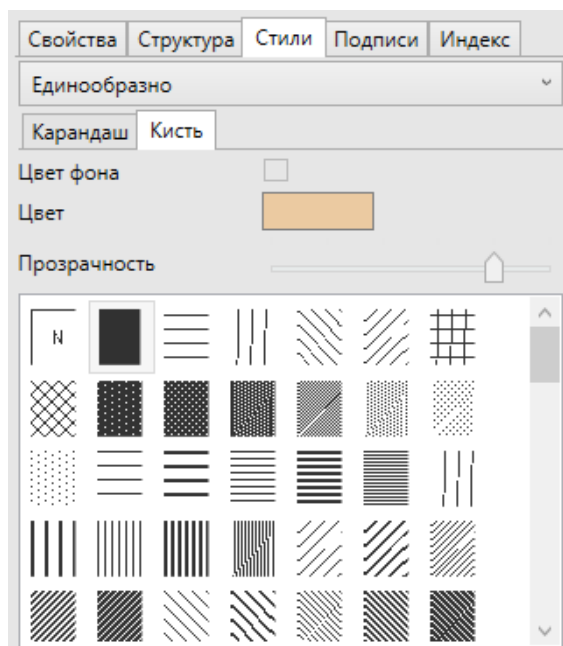 Свойства Структура Стили Подписи Индекс
Единообразно
Карандаш Кисть
Цвет фона
Цвет
Прозрачность
N